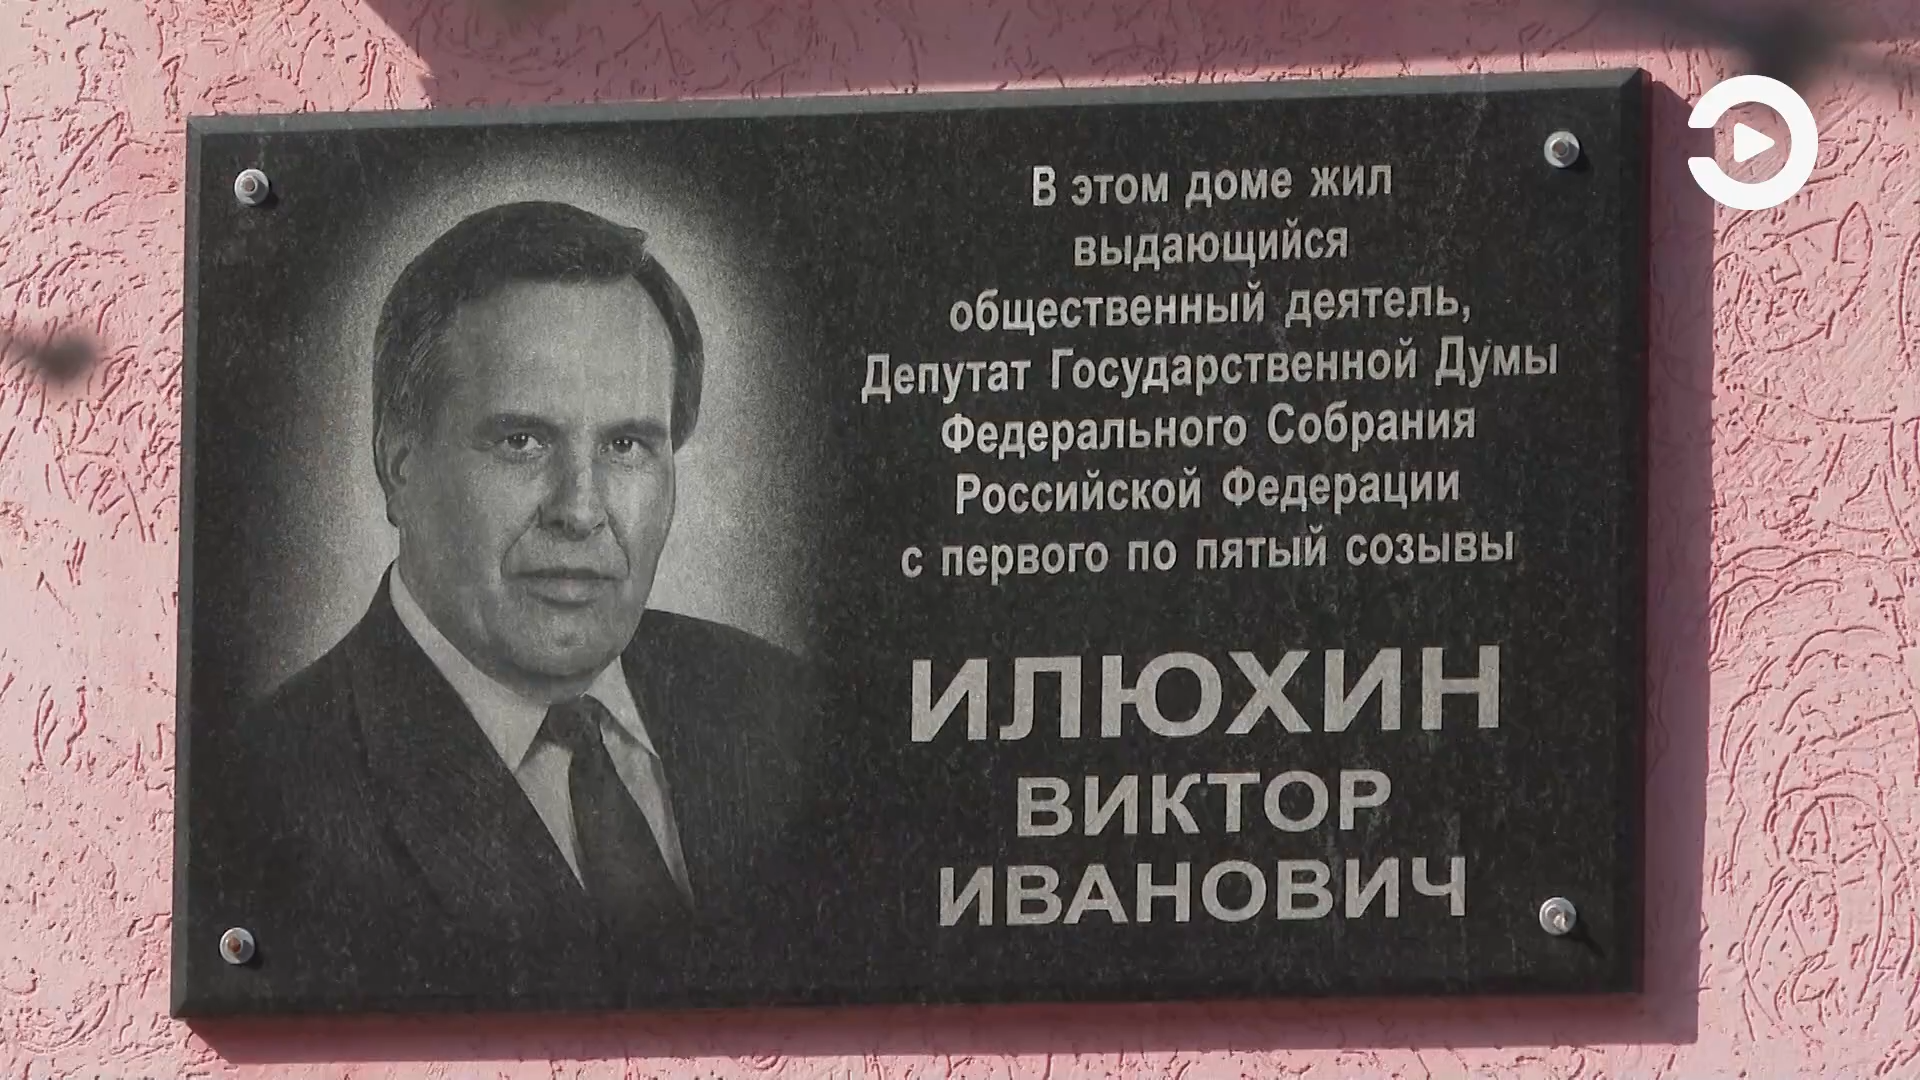 В этом доме жил
выдающийся
общественный деятель,
Депутат Государственной Думы
Федерального Собрания
Российской Федерации
с первого по пятый созывы
ИЛЮХИН
ВИКТОР
ИВАНОВИЧ